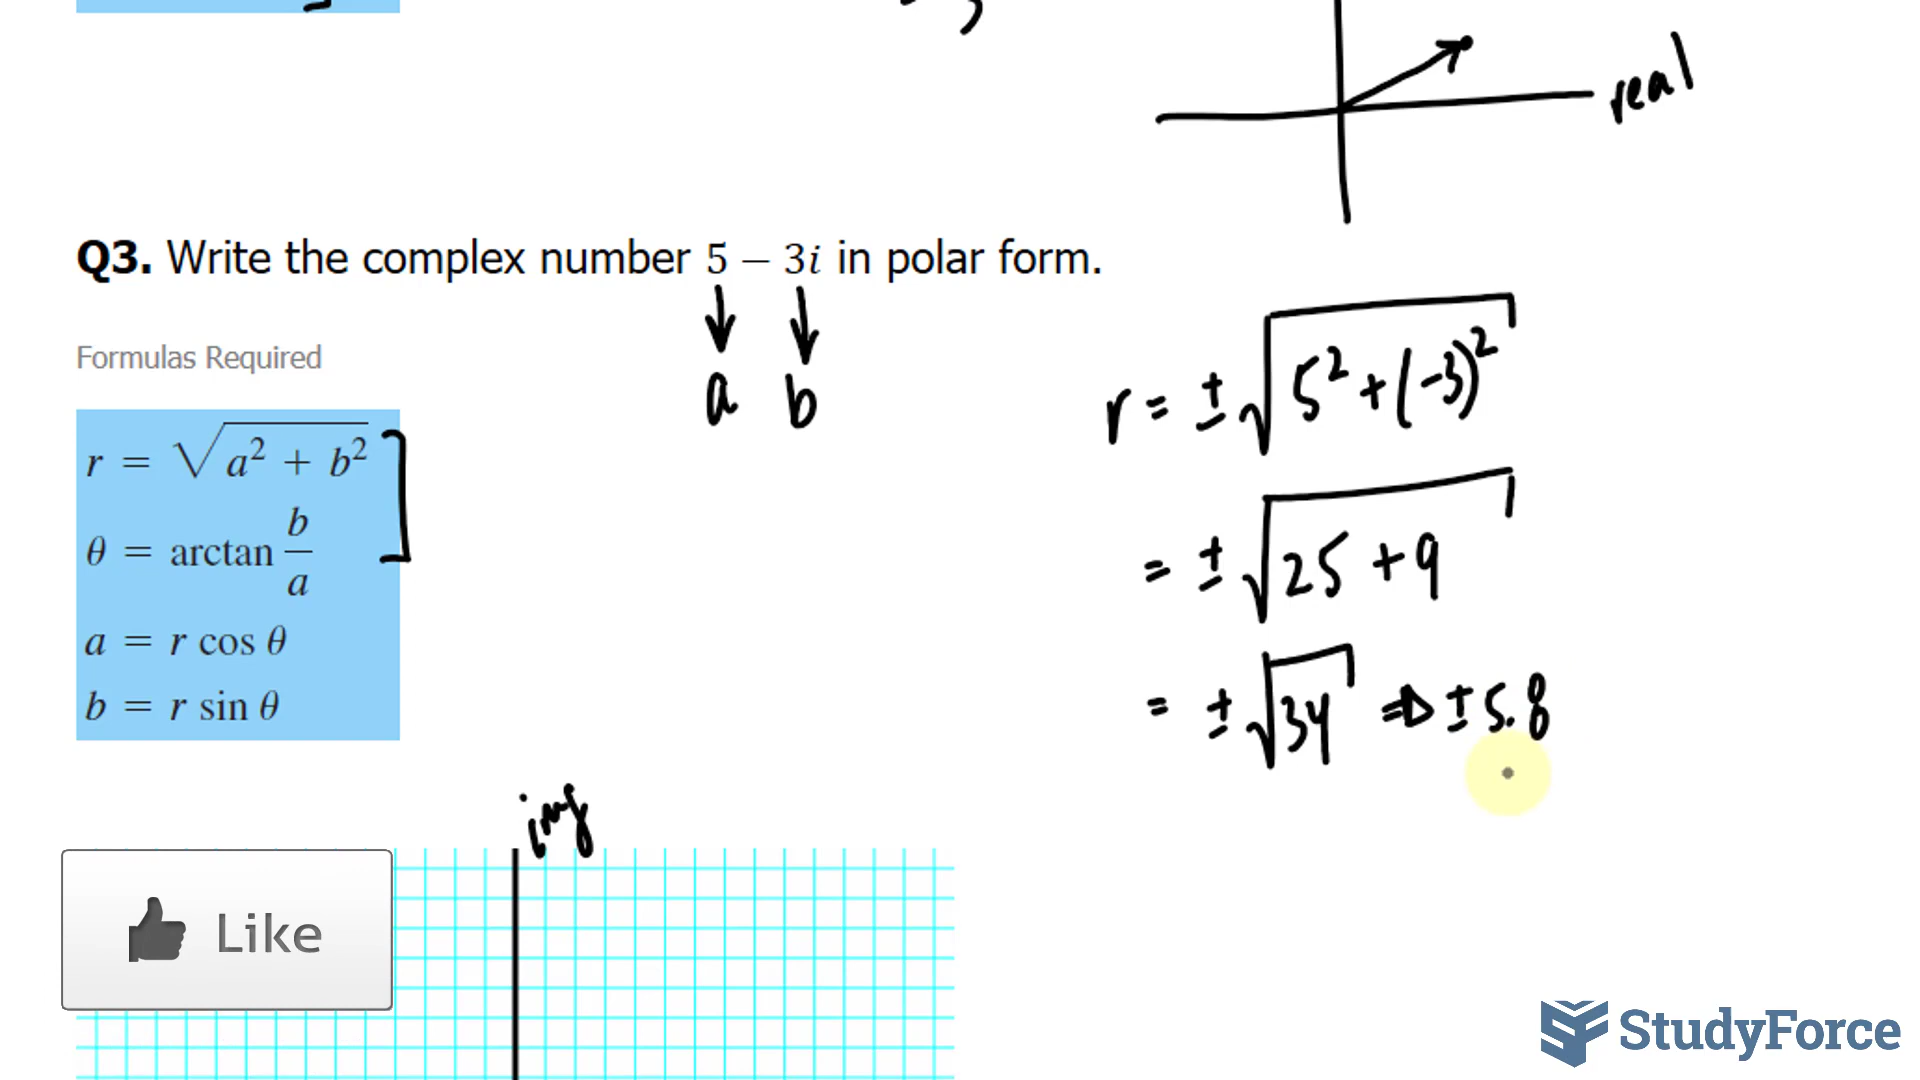 real
Q3. Write the complex number 5 − 3i in polar form.
a b
Formulas Required
r = √(a² + b²)
θ = arctan b/a
a = r cos θ
b = r sin θ
r = ± √(5² + (-3)²)
= ± √(25 + 9)
= ± √34 ⇒ ± 5.8
img
Like
StudyForce